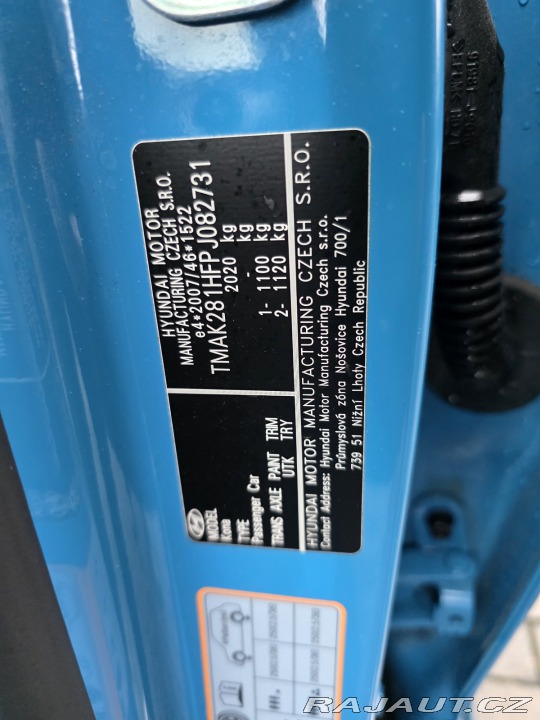 HYUNDAI MOTOR
MANUFACTURING CZECH S.R.O.
e4*2007/46*1522
TMAK281HFPJ082731
2020 kg
- kg
1- 1100 kg
2- 1120 kg
MODEL
Kona
TYPE
Passenger Car
TRANS AXLE PAINT TRIM
UTK TRY
HYUNDAI MOTOR MANUFACTURING CZECH S.R.O.
Contact Address: Hyundai Motor Manufacturing Czech s.r.o.
Průmyslová zóna Nošovice Hyundai 700/1
739 51 Nižní Lhoty Czech Republic
RAJAUT.CZ